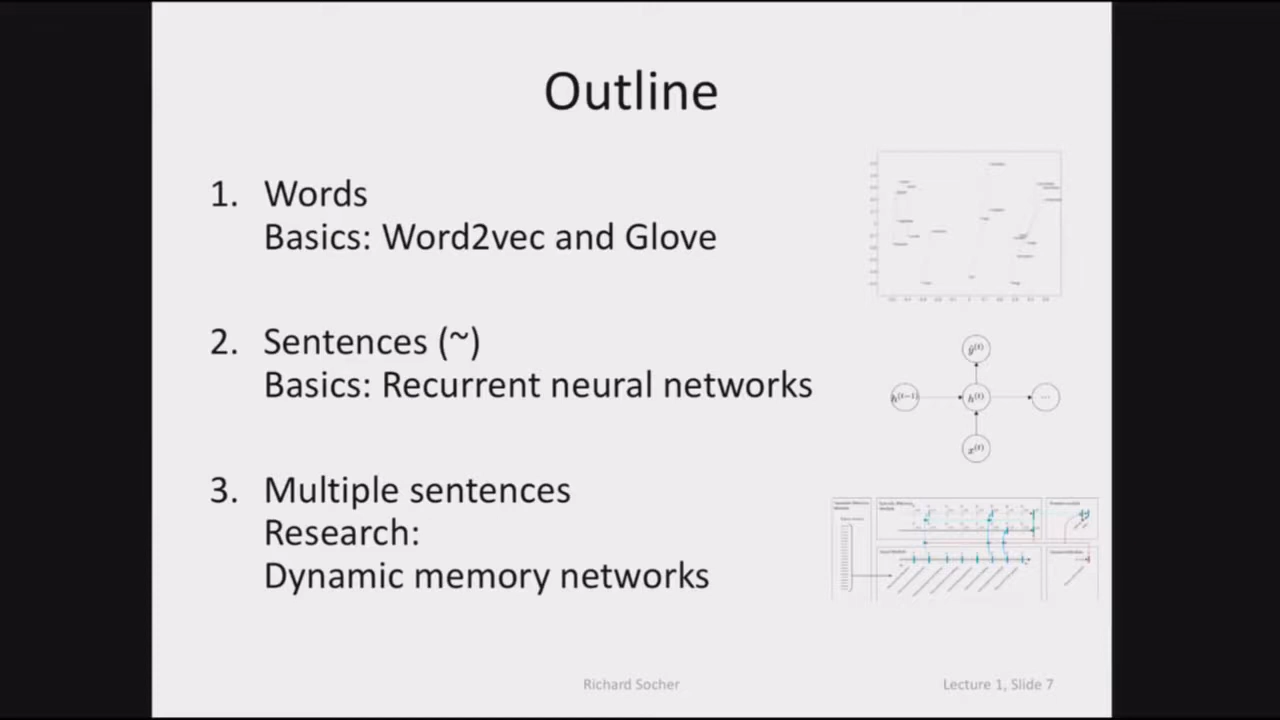 Outline
1. Words
Basics: Word2vec and Glove
2. Sentences (~)
Basics: Recurrent neural networks
ŷ(t)
h(t−1)
h(t)
...
x(t)
3. Multiple sentences
Research:
Dynamic memory networks
Richard Socher
Lecture 1, Slide 7